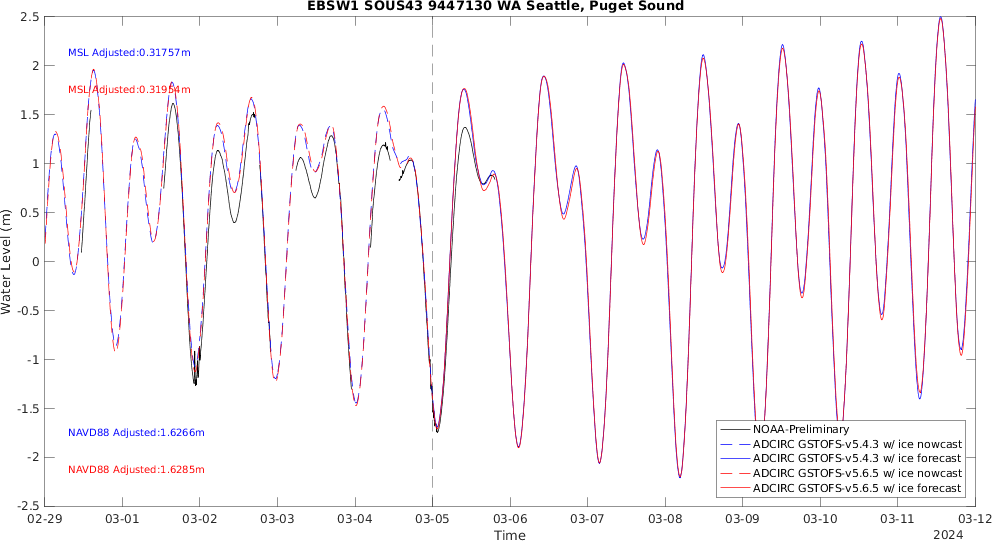 EBSW1 SOUS43 9447130 WA Seattle, Puget Sound
2.5
2
1.5
1
0.5
0
-0.5
-1
-1.5
-2
-2.5
Water Level (m)
MSL Adjusted:0.31757m
MSL Adjusted:0.31954m
NAVD88 Adjusted:1.6266m
NAVD88 Adjusted:1.6285m
NOAA-Preliminary
ADCIRC GSTOFS-v5.4.3 w/ ice nowcast
ADCIRC GSTOFS-v5.4.3 w/ ice forecast
ADCIRC GSTOFS-v5.6.5 w/ ice nowcast
ADCIRC GSTOFS-v5.6.5 w/ ice forecast
02-29 03-01 03-02 03-03 03-04 03-05 03-06 03-07 03-08 03-09 03-10 03-11 03-12
Time
2024